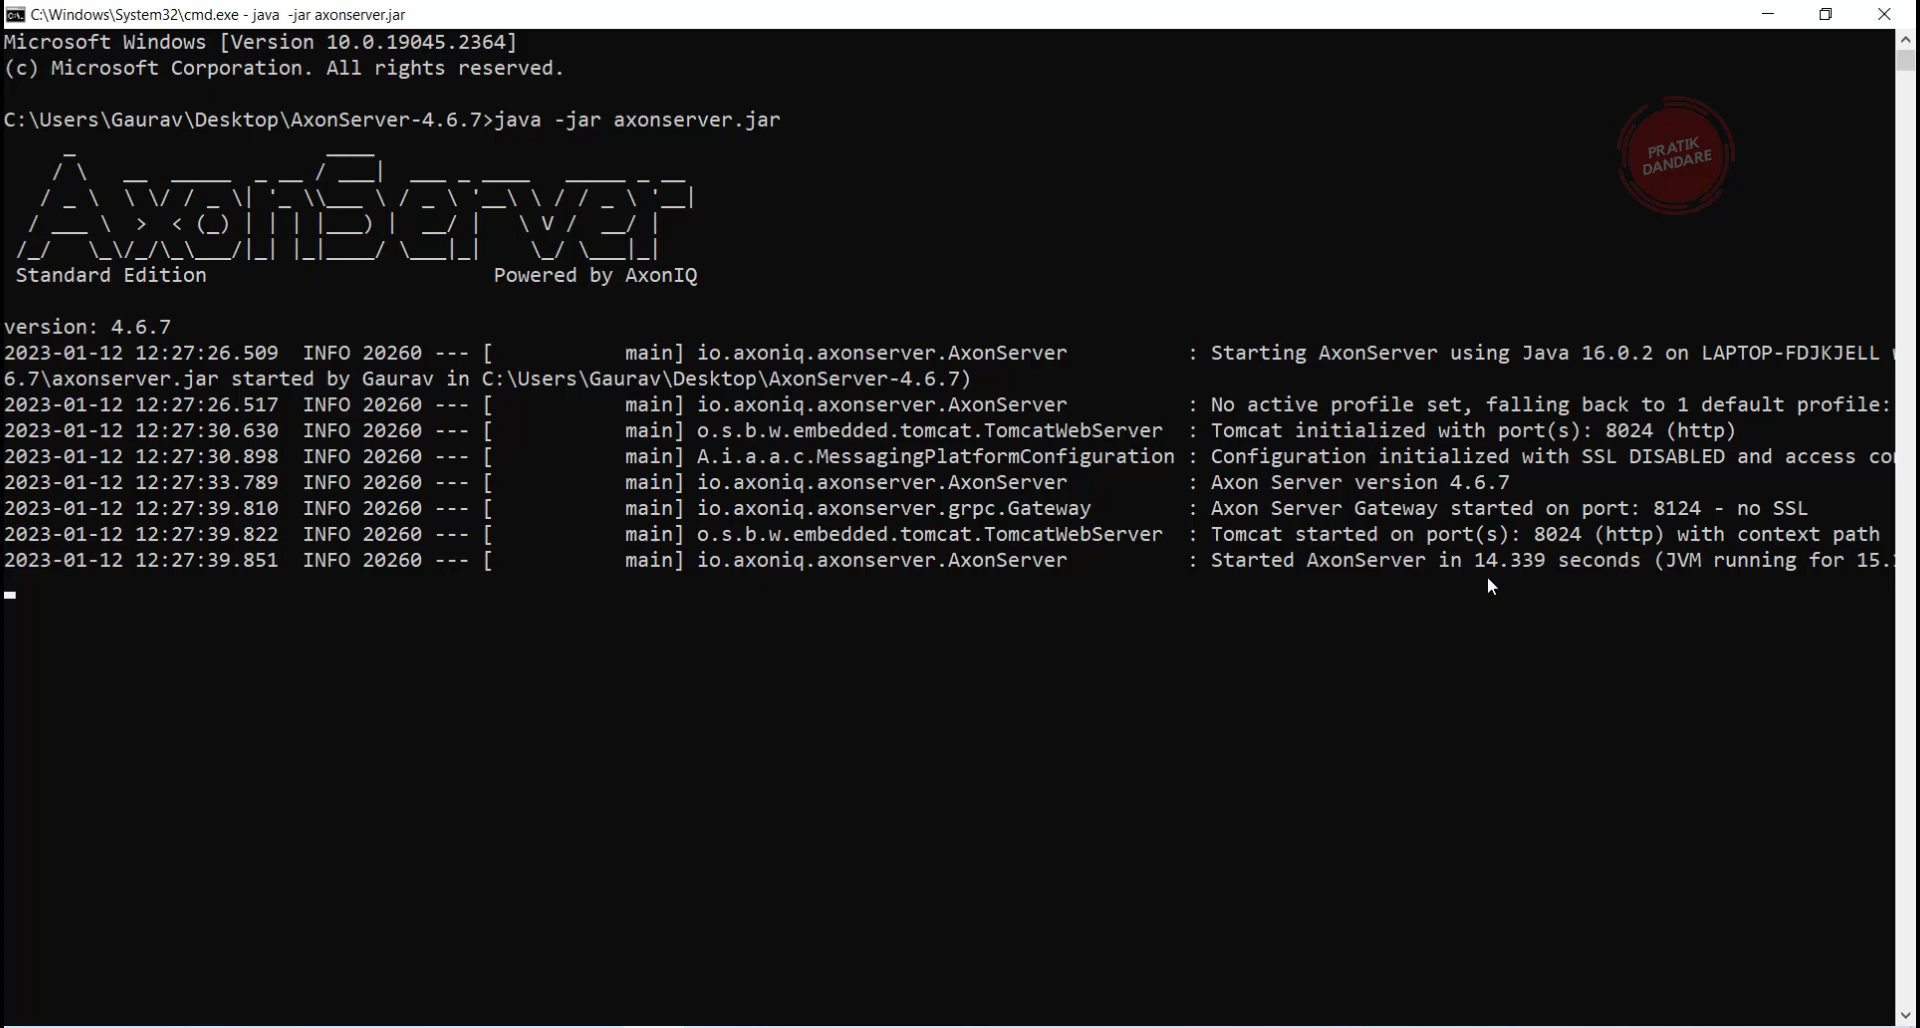 C:\Windows\System32\cmd.exe - java -jar axonserver.jar
Microsoft Windows [Version 10.0.19045.2364]
(c) Microsoft Corporation. All rights reserved.
C:\Users\Gaurav\Desktop\AxonServer-4.6.7>java -jar axonserver.jar
PRATIK
DANDARE
AxonServer
Standard Edition Powered by AxonIQ
version: 4.6.7
2023-01-12 12:27:26.509 INFO 20260 --- [ main] io.axoniq.axonserver.AxonServer : Starting AxonServer using Java 16.0.2 on LAPTOP-FDJKJELL
6.7\axonserver.jar started by Gaurav in C:\Users\Gaurav\Desktop\AxonServer-4.6.7)
2023-01-12 12:27:26.517 INFO 20260 --- [ main] io.axoniq.axonserver.AxonServer : No active profile set, falling back to 1 default profile:
2023-01-12 12:27:30.630 INFO 20260 --- [ main] o.s.b.w.embedded.tomcat.TomcatWebServer : Tomcat initialized with port(s): 8024 (http)
2023-01-12 12:27:30.898 INFO 20260 --- [ main] A.i.a.a.c.MessagingPlatformConfiguration : Configuration initialized with SSL DISABLED and access
2023-01-12 12:27:33.789 INFO 20260 --- [ main] io.axoniq.axonserver.AxonServer : Axon Server version 4.6.7
2023-01-12 12:27:39.810 INFO 20260 --- [ main] io.axoniq.axonserver.grpc.Gateway : Axon Server Gateway started on port: 8124 - no SSL
2023-01-12 12:27:39.822 INFO 20260 --- [ main] o.s.b.w.embedded.tomcat.TomcatWebServer : Tomcat started on port(s): 8024 (http) with context path
2023-01-12 12:27:39.851 INFO 20260 --- [ main] io.axoniq.axonserver.AxonServer : Started AxonServer in 14.339 seconds (JVM running for 15.